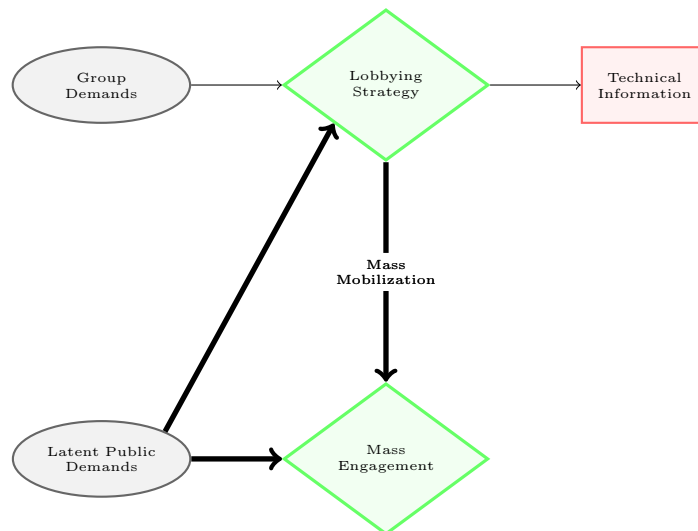 Group
Demands
Lobbying
Strategy
Technical
Information
Mass
Mobilization
Latent Public
Demands
Mass
Engagement